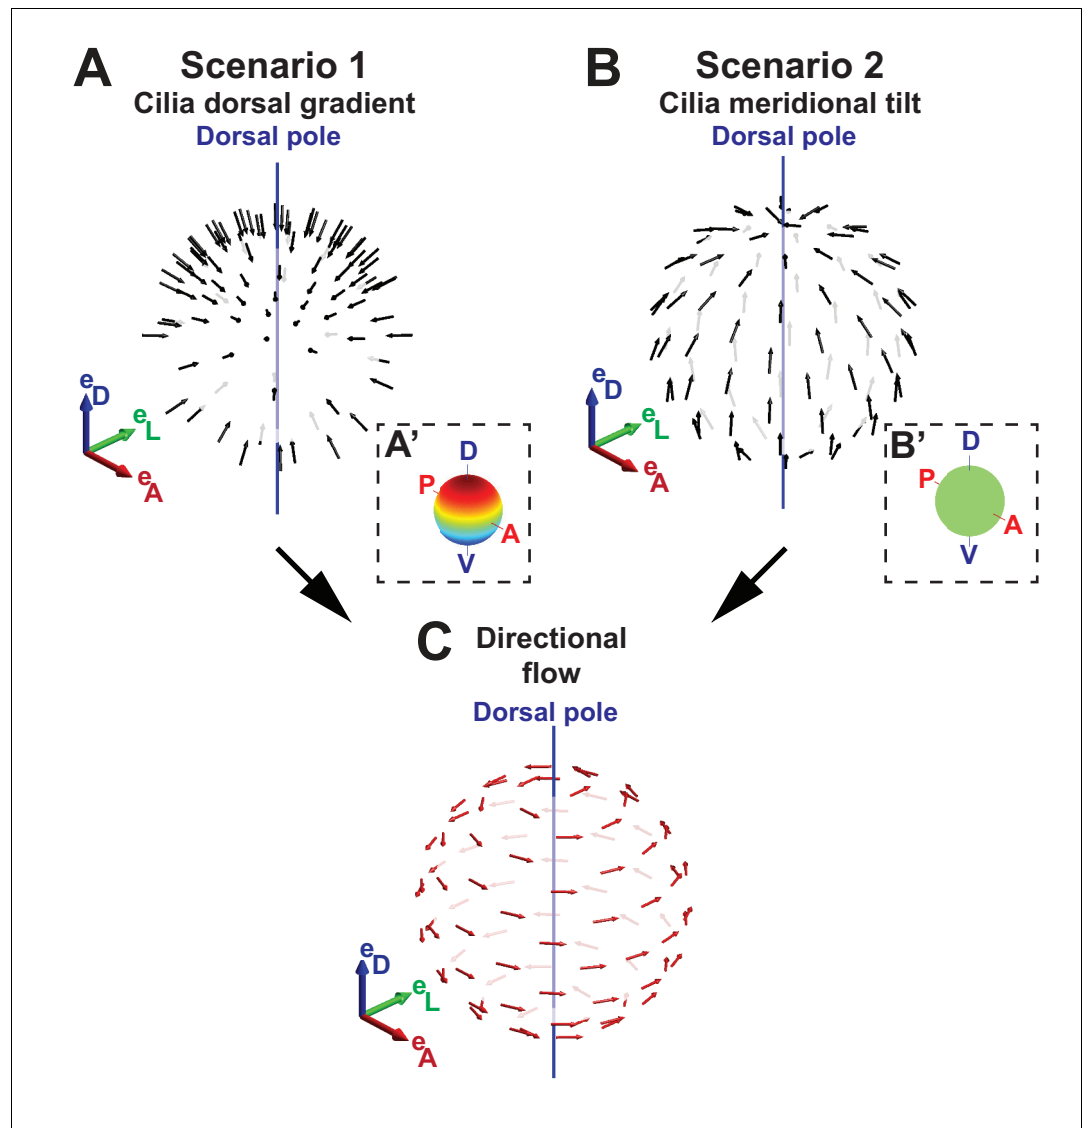 A
Scenario 1
Cilia dorsal gradient
Dorsal pole
eD
eL
eA
A’
D
P
A
V
B
Scenario 2
Cilia meridional tilt
Dorsal pole
eD
eL
eA
B’
D
P
A
V
C
Directional
flow
Dorsal pole
eD
eL
eA